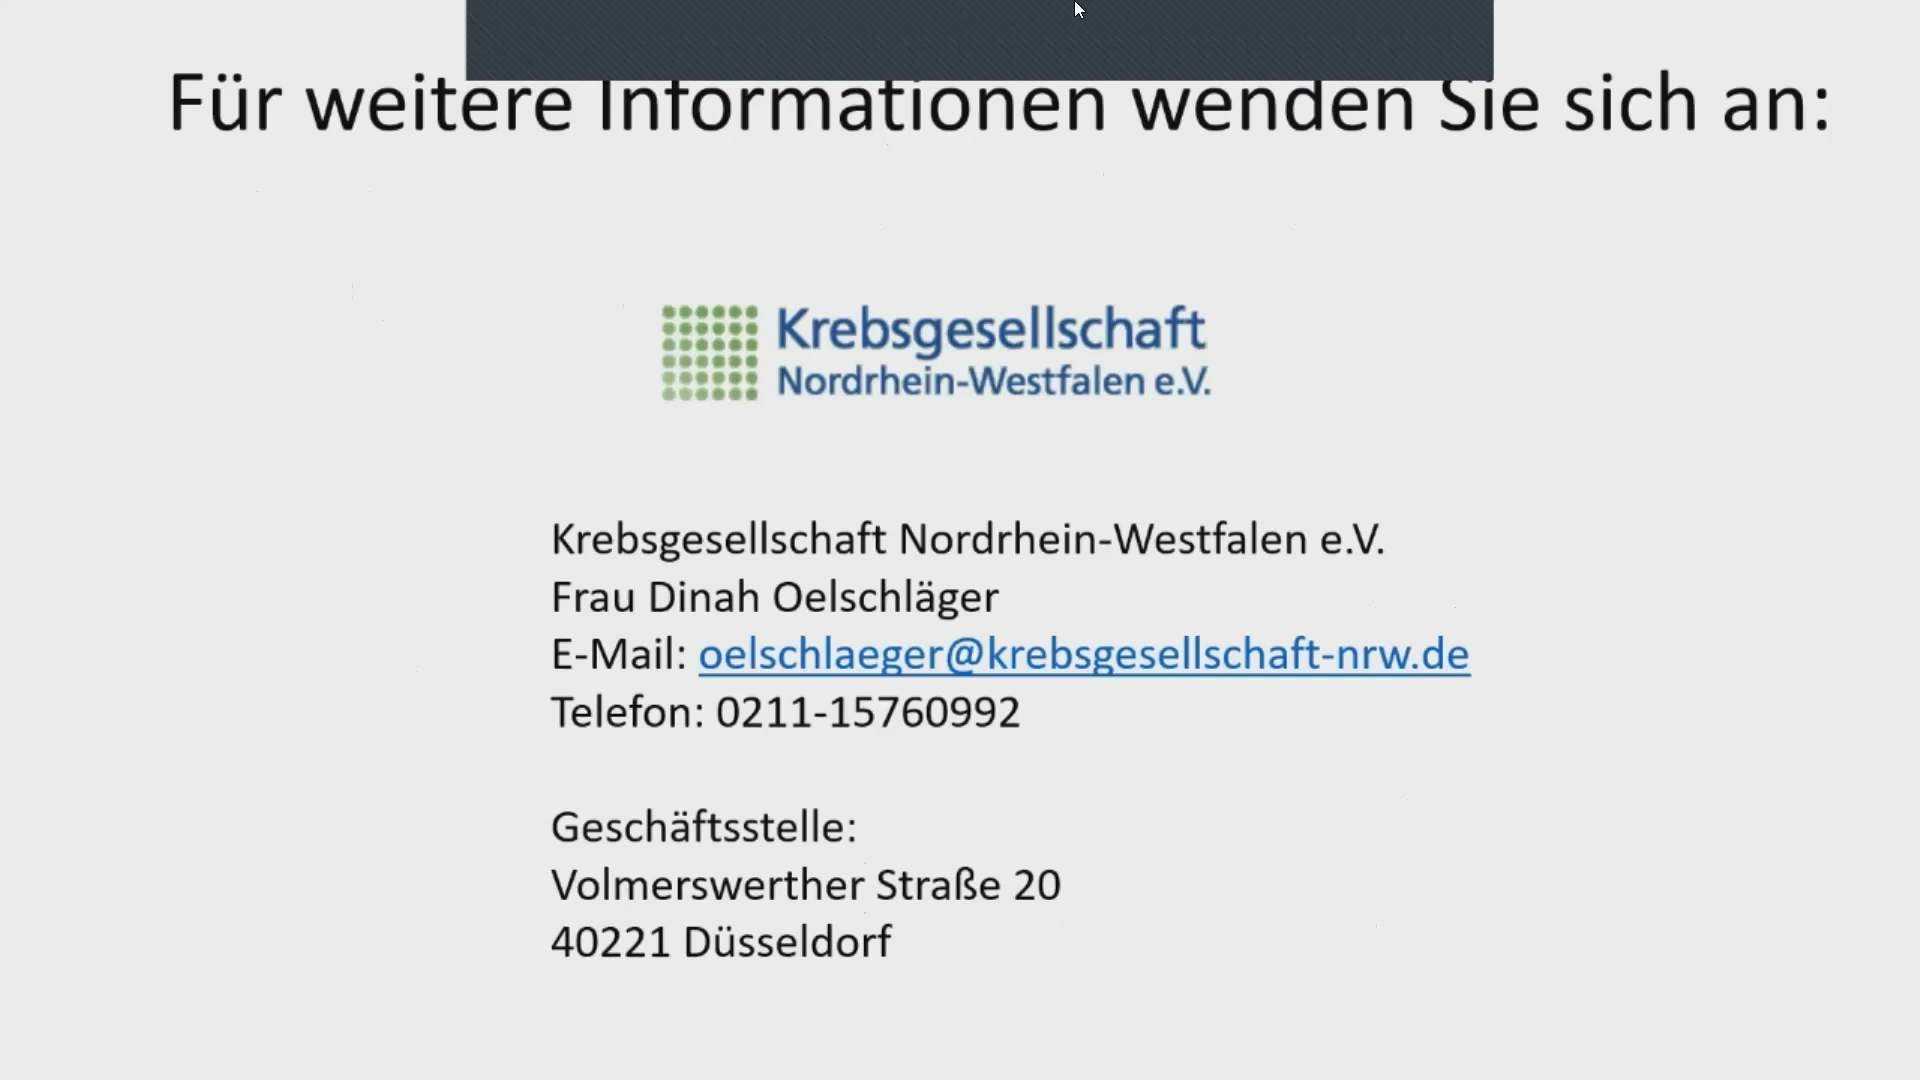 Für weitere Informationen wenden Sie sich an:
Krebsgesellschaft
Nordrhein-Westfalen e.V.
Krebsgesellschaft Nordrhein-Westfalen e.V.
Frau Dinah Oelschläger
E-Mail: oelschlaeger@krebsgesellschaft-nrw.de
Telefon: 0211-15760992
Geschäftsstelle:
Volmerswerther Straße 20
40221 Düsseldorf